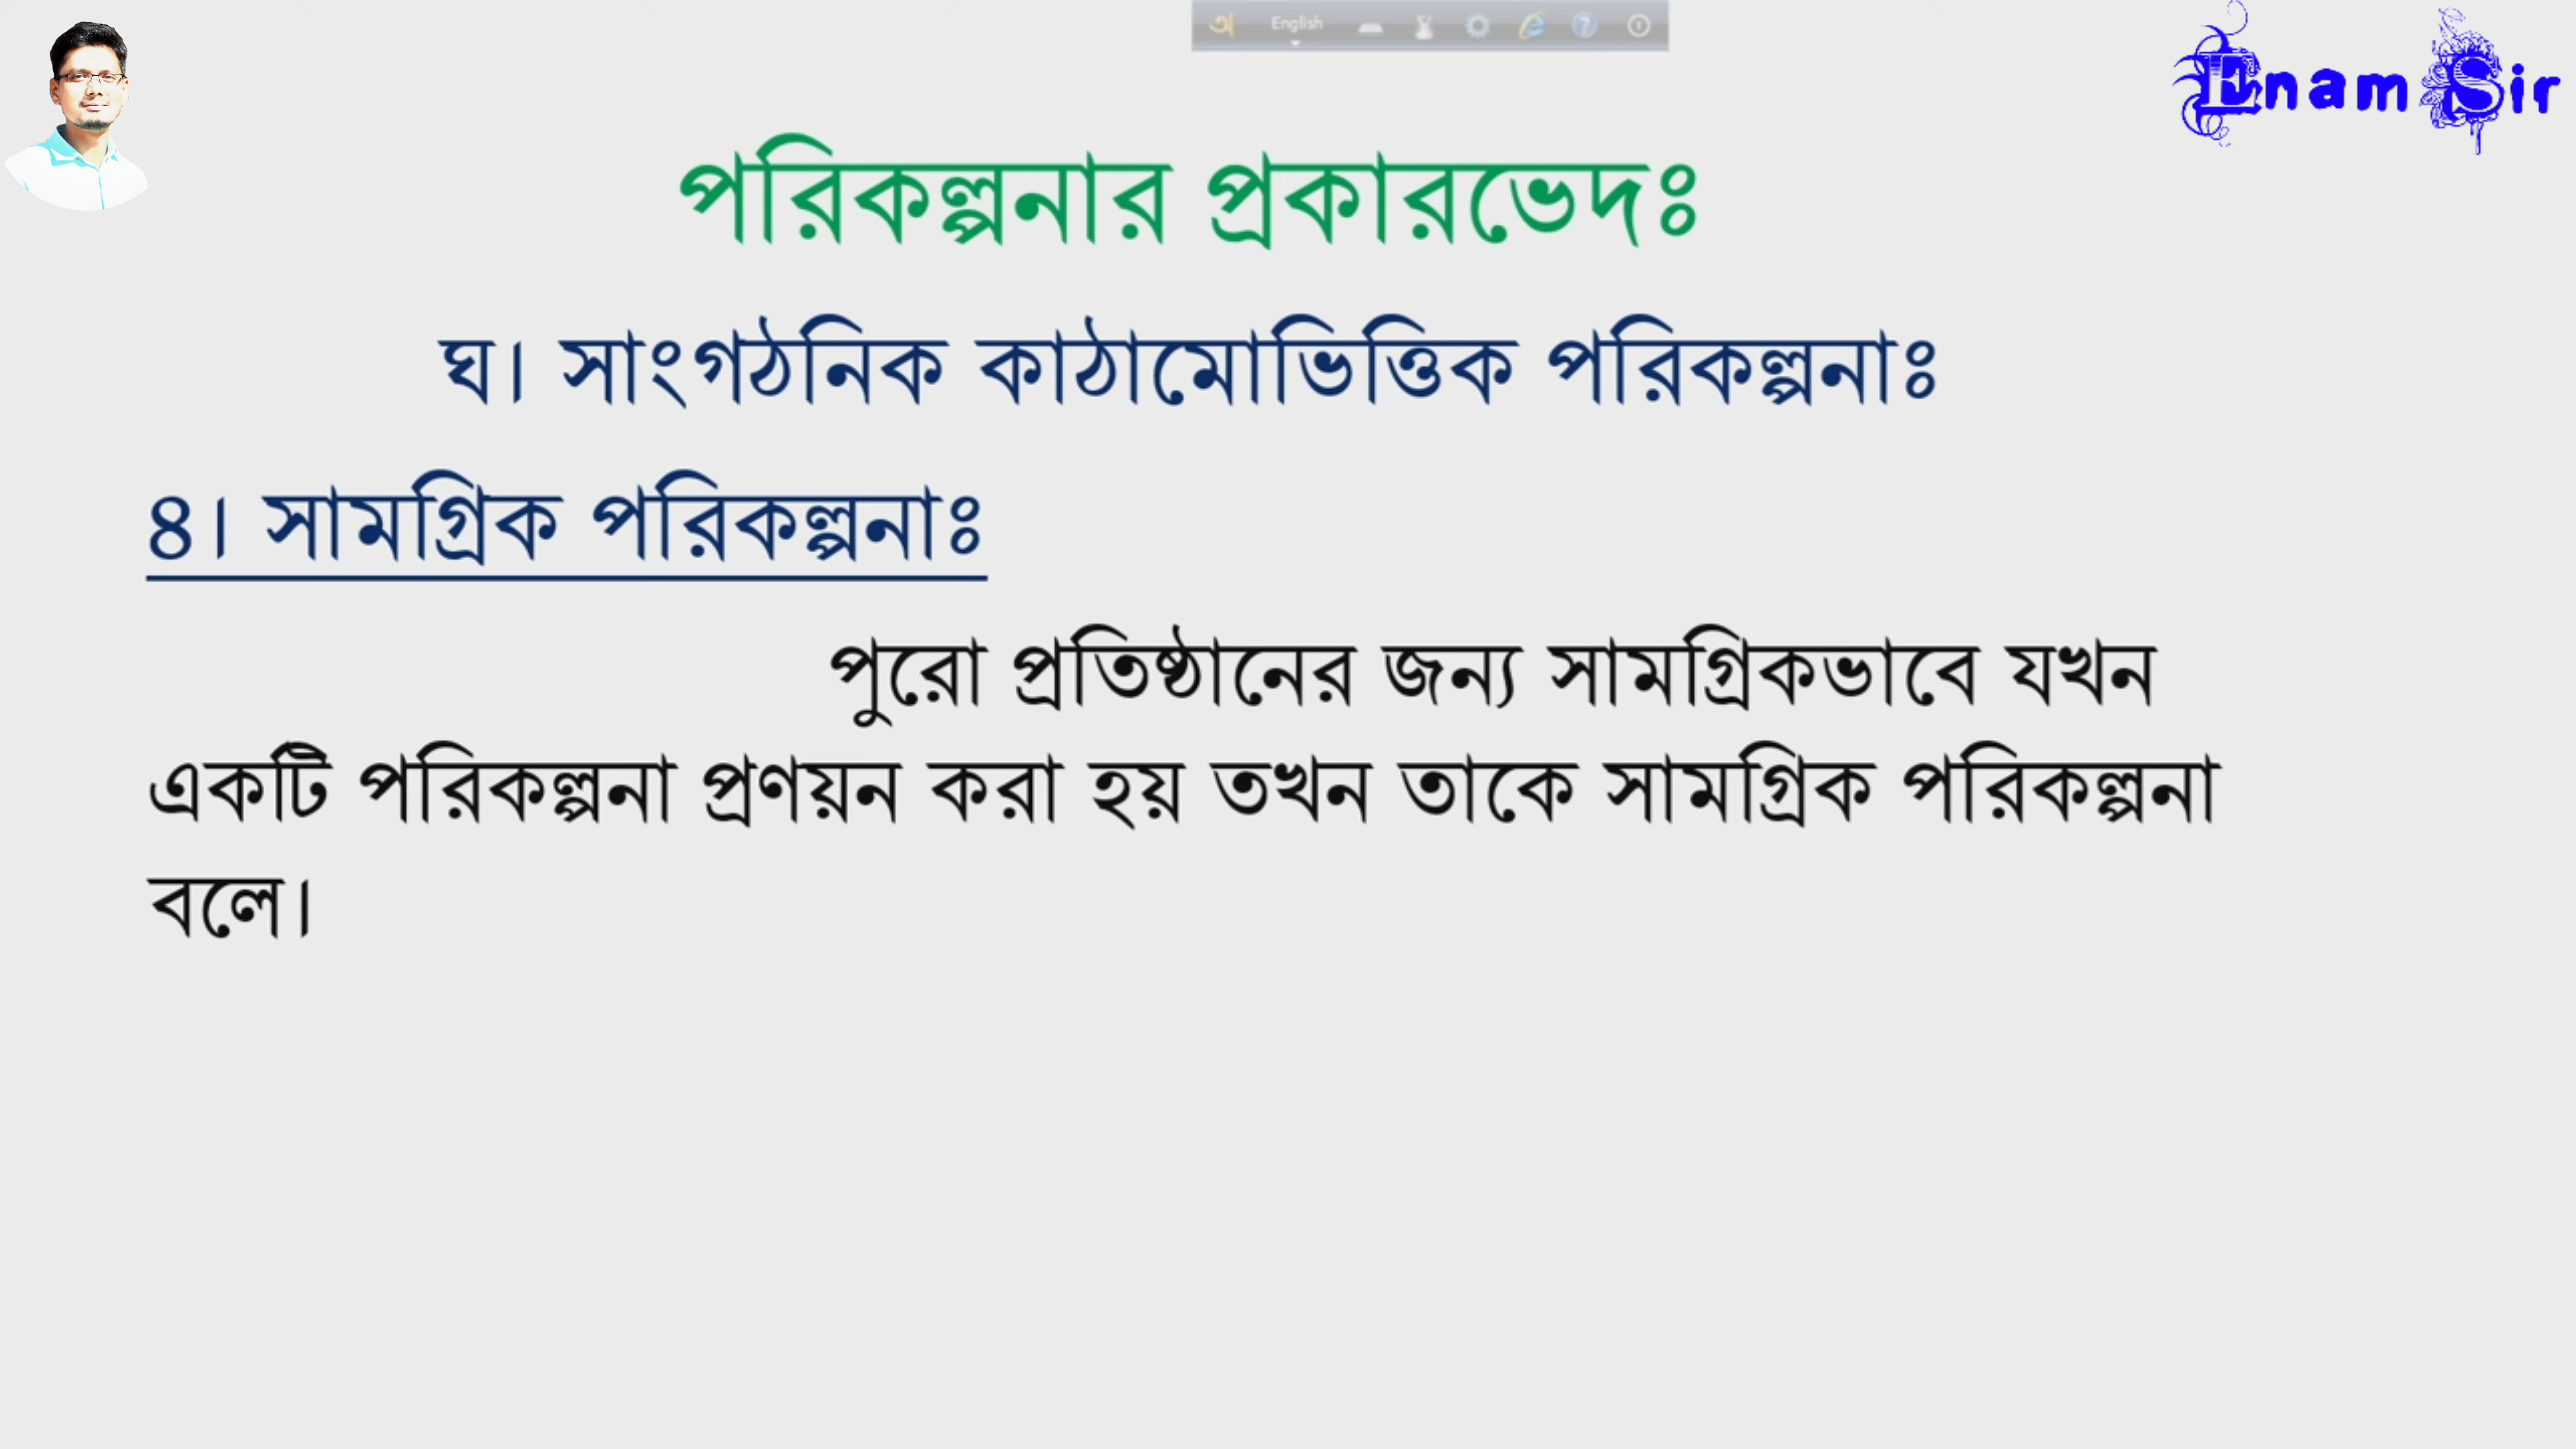 English
Enam Sir
পরিকল্পনার প্রকারভেদঃ
ঘ। সাংগঠনিক কাঠামোভিত্তিক পরিকল্পনাঃ
৪। সামগ্রিক পরিকল্পনাঃ
পুরো প্রতিষ্ঠানের জন্য সামগ্রিকভাবে যখন
একটি পরিকল্পনা প্রণয়ন করা হয় তখন তাকে সামগ্রিক পরিকল্পনা
বলে।